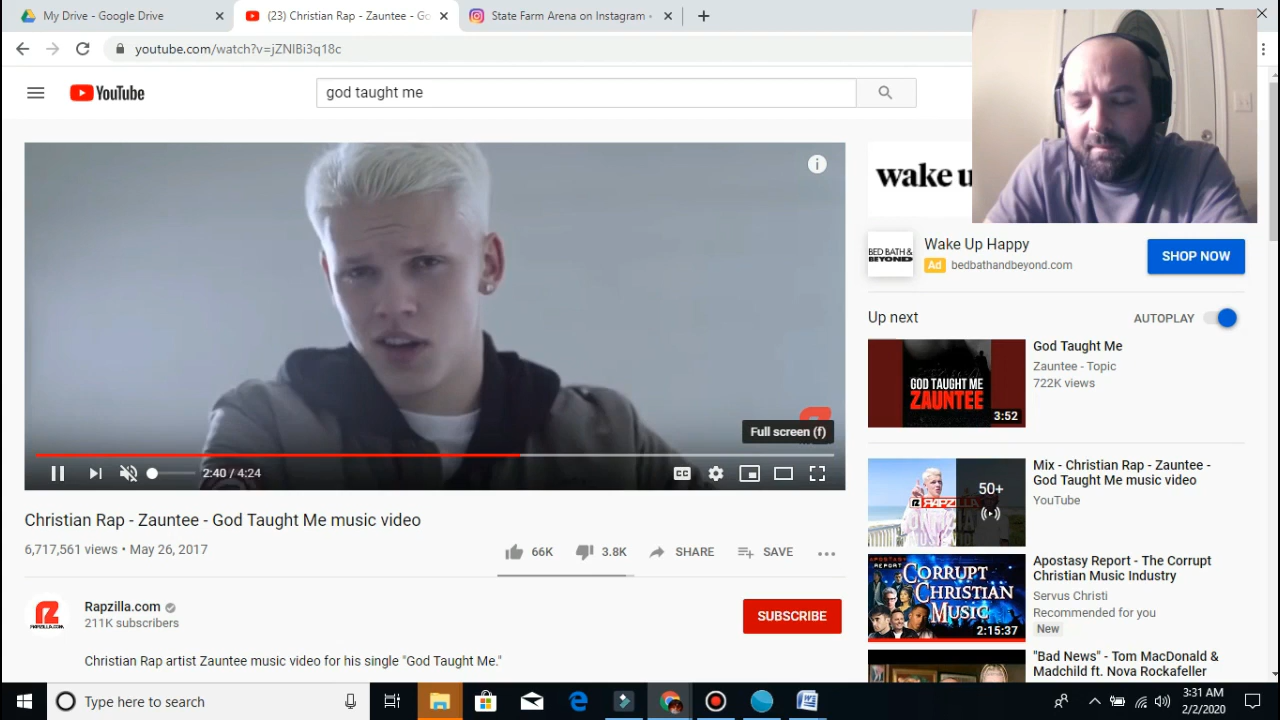 My Drive - Google Drive
(23) Christian Rap - Zauntee - Go
State Farm Arena on Instagram •
youtube.com/watch?v=jZNlBi3q18c
YouTube
god taught me
wake u
BED BATH &
BEYOND
Wake Up Happy
Ad bedbathandbeyond.com
SHOP NOW
Full screen (f)
CC
2:40 / 4:24
Up next
AUTOPLAY
GOD TAUGHT ME
ZAUNTEE
3:52
God Taught Me
Zauntee - Topic
722K views
RAPZILLA
50+
Mix - Christian Rap - Zauntee -
God Taught Me music video
YouTube
Christian Rap - Zauntee - God Taught Me music video
6,717,561 views • May 26, 2017
66K
3.8K
SHARE
SAVE
APOSTASY REPORT
CORRUPT
CHRISTIAN
MUSIC
2:15:37
Apostasy Report - The Corrupt
Christian Music Industry
Servus Christi
Recommended for you
New
RAPZILLA.COM
Rapzilla.com
211K subscribers
SUBSCRIBE
Christian Rap artist Zauntee music video for his single "God Taught Me."
"Bad News" - Tom MacDonald &
Madchild ft. Nova Rockafeller
Type here to search
3:31 AM
2/2/2020